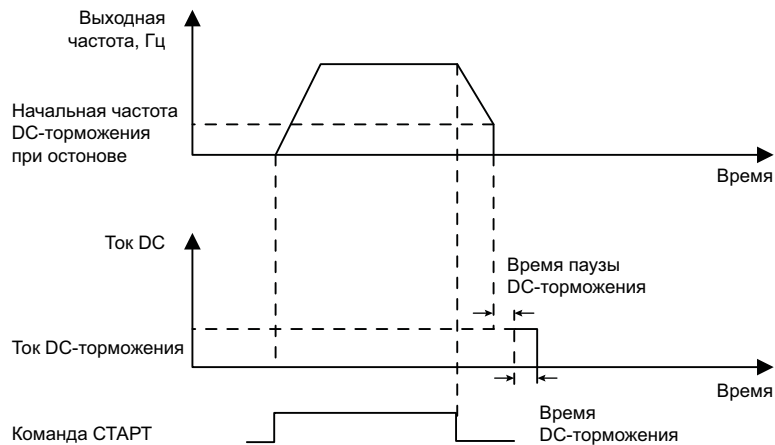 Выходная
частота, Гц
Начальная частота
DC-торможения
при остонове
Время
Ток DC
Время паузы
DC-торможения
Ток DC-торможения
Время
Команда СТАРТ
Время
DC-торможения